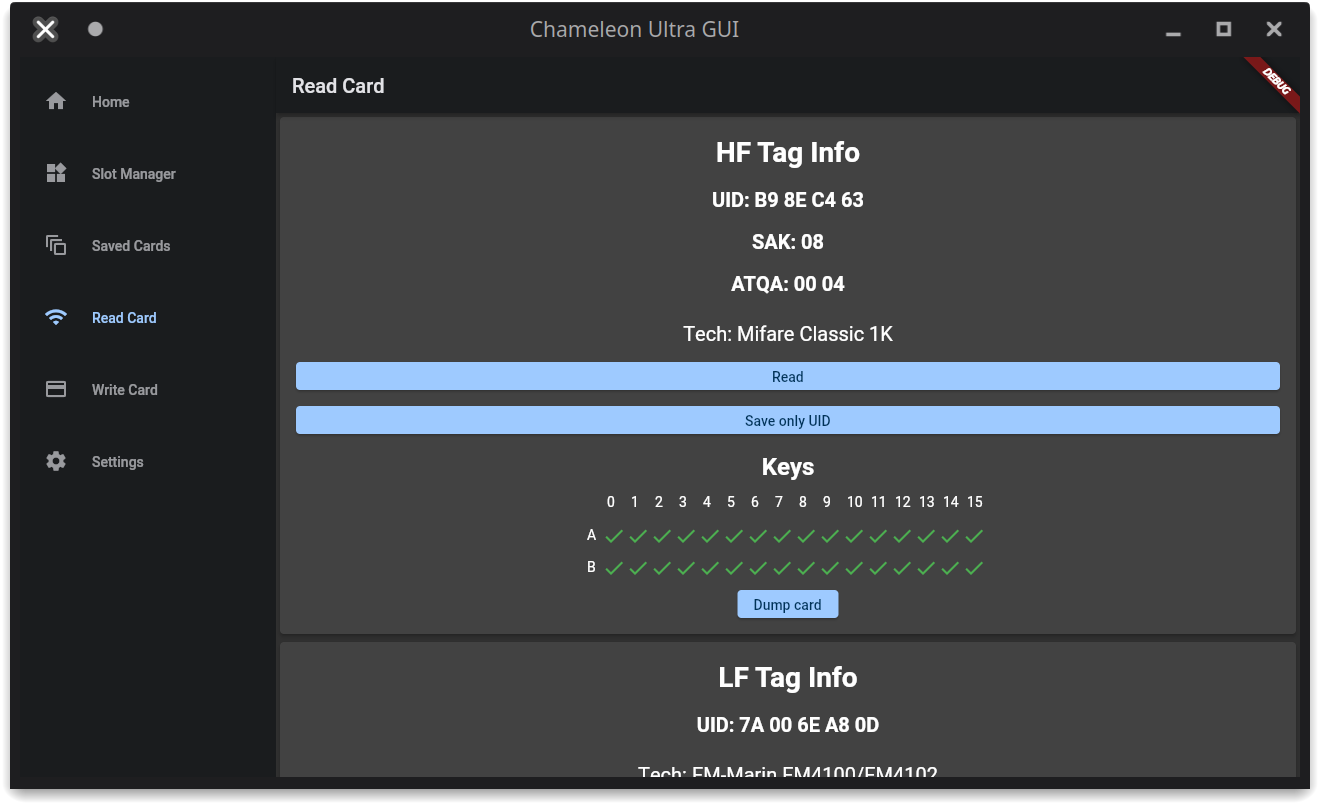 Chameleon Ultra GUI
DEBUG
Home
Slot Manager
Saved Cards
Read Card
Write Card
Settings
Read Card
HF Tag Info
UID: B9 8E C4 63
SAK: 08
ATQA: 00 04
Tech: Mifare Classic 1K
Read
Save only UID
Keys
0 1 2 3 4 5 6 7 8 9 10 11 12 13 14 15
A
B
Dump card
LF Tag Info
UID: 7A 00 6E A8 0D
Tech: EM-Marin EM4100/EM4102